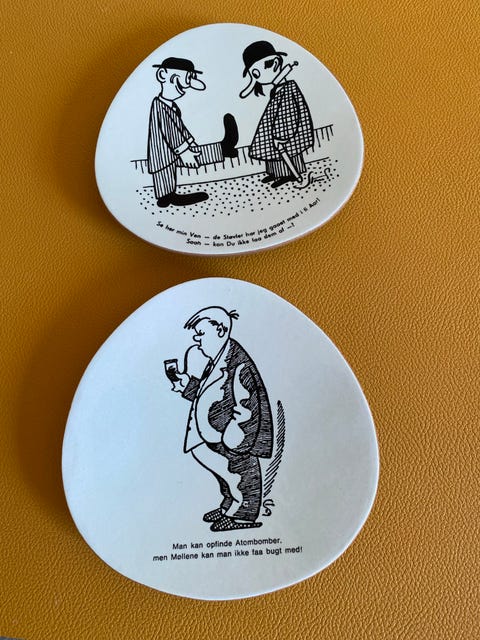 Se her min Ven — de Støvler har jeg gaaet med i ti Aar!
Saah — kan Du ikke faa dem af —?
Man kan opfinde Atombomber,
men Møllene kan man ikke faa bugt med!